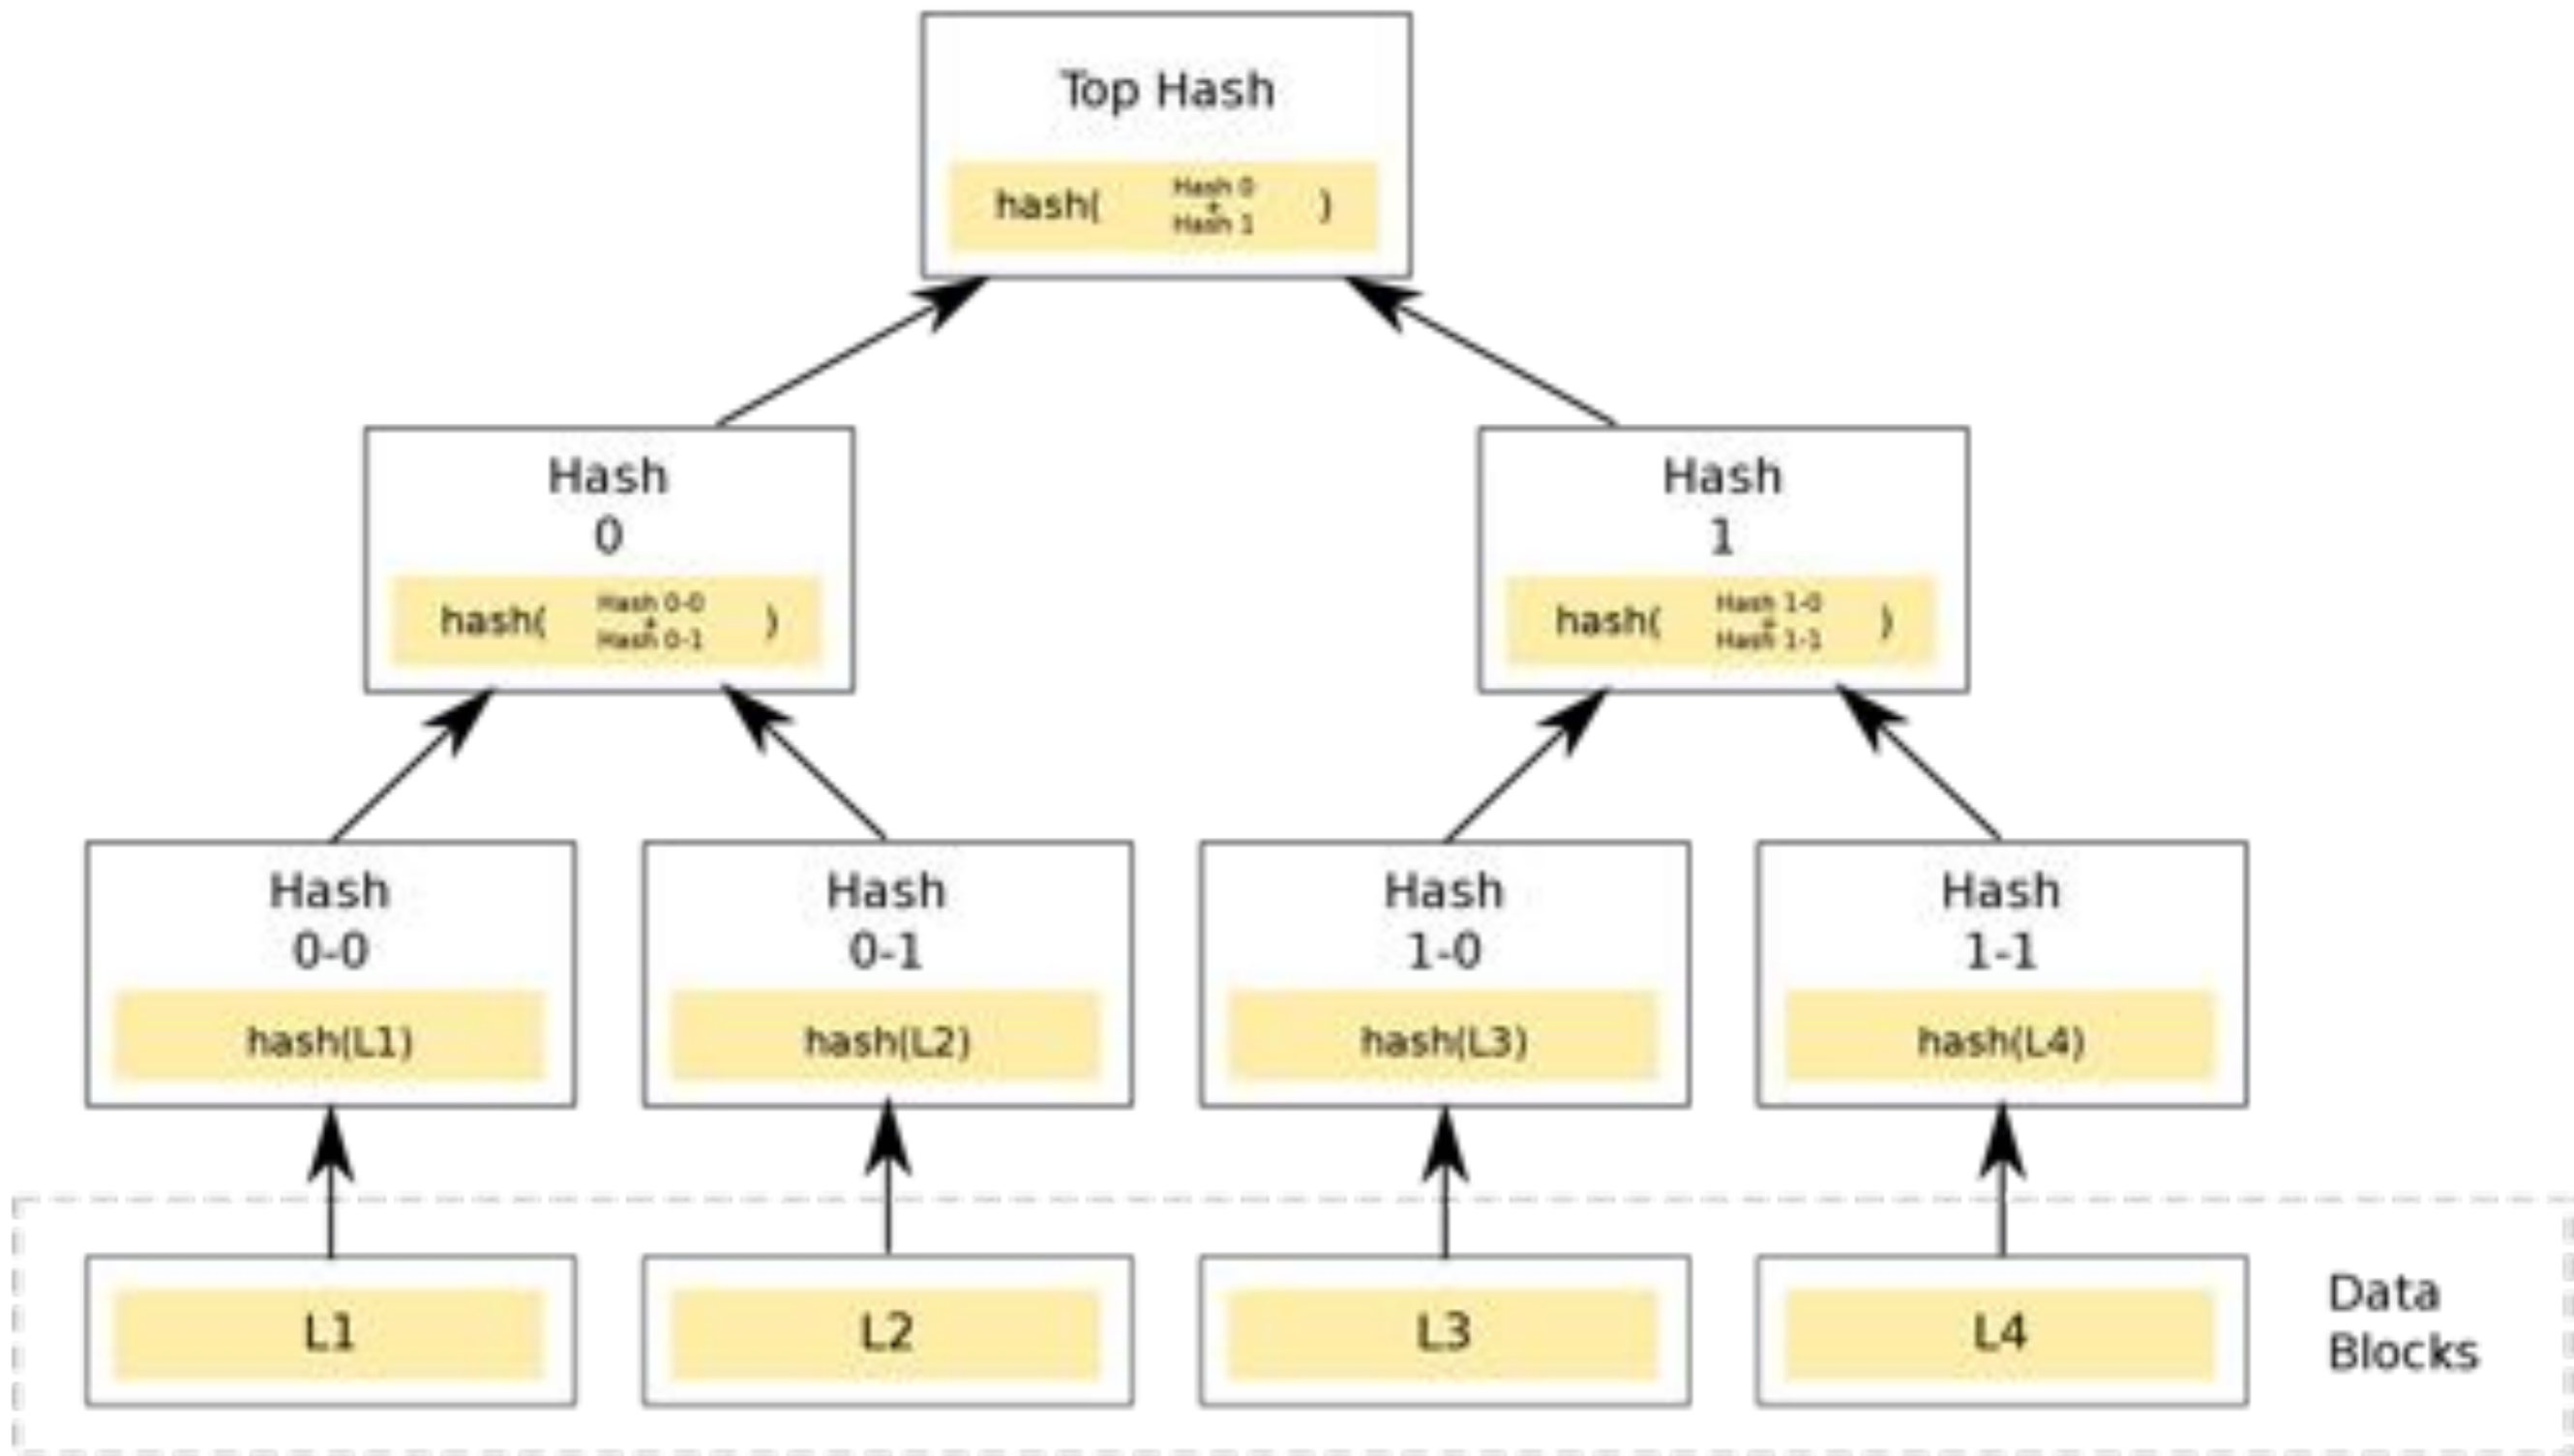 Top Hash
hash( Hash 0 + Hash 1 )
Hash
0
hash( Hash 0-0 + Hash 0-1 )
Hash
1
hash( Hash 1-0 + Hash 1-1 )
Hash
0-0
hash(L1)
Hash
0-1
hash(L2)
Hash
1-0
hash(L3)
Hash
1-1
hash(L4)
L1
L2
L3
L4
Data
Blocks